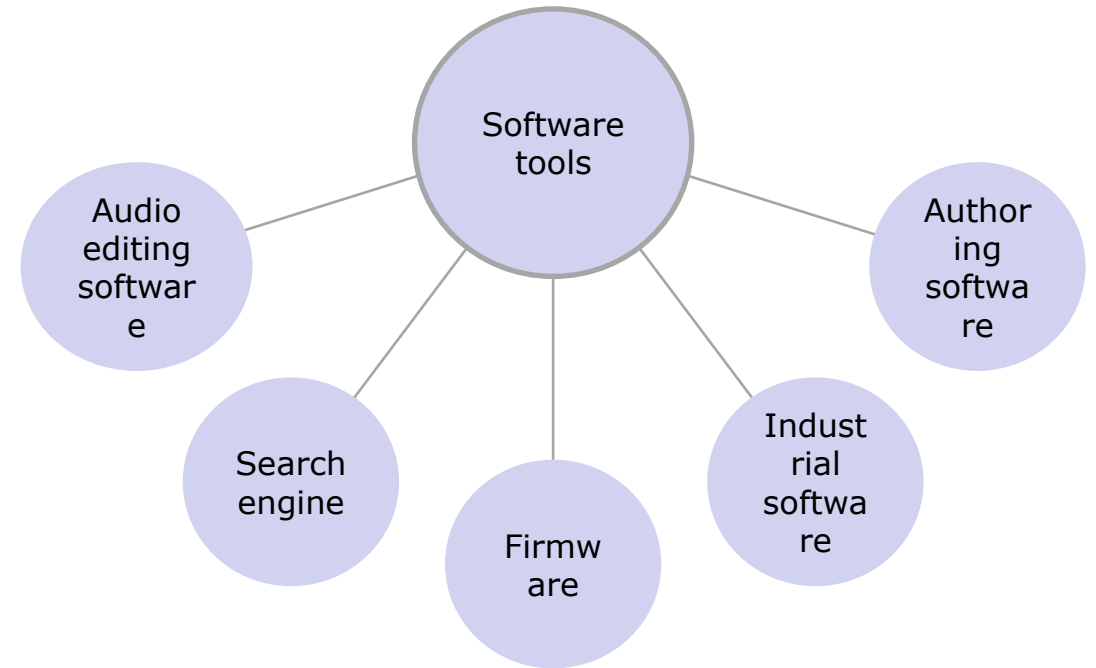 Software
tools
Audio
editing
softwar
e
Search
engine
Firmw
are
Indust
rial
softwa
re
Author
ing
softwa
re